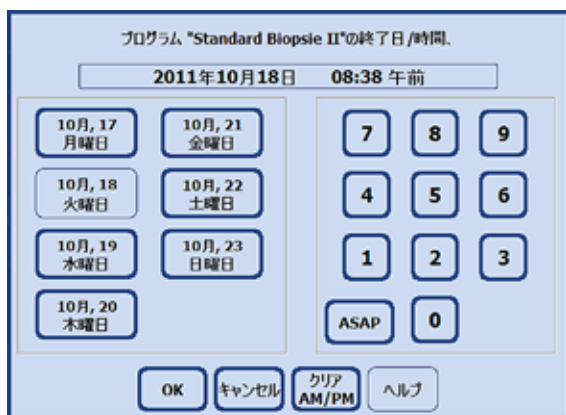 プログラム "Standard Biopsie II"の終了日/時間、
2011年10月18日 08:38 午前
10月, 17
月曜日
10月, 21
金曜日
7
8
9
10月, 18
火曜日
10月, 22
土曜日
4
5
6
10月, 19
水曜日
10月, 23
日曜日
1
2
3
10月, 20
木曜日
ASAP
0
OK
キャンセル
クリア
AM/PM
ヘルプ